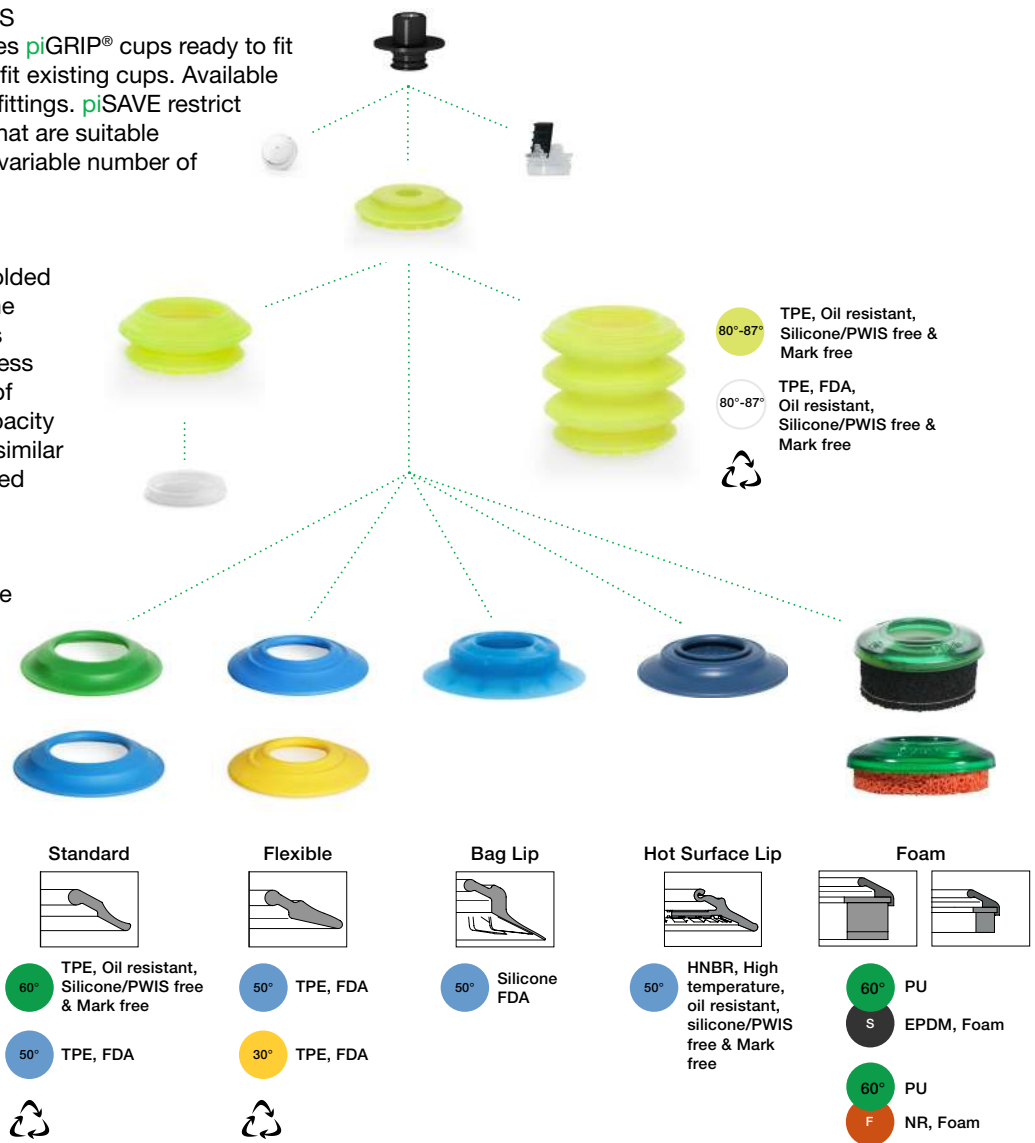 S
es piGRIP® cups ready to fit
fit existing cups. Available
fittings. piSAVE restrict
hat are suitable
variable number of
olded
ne
s
ess
of
pacity
similar
ed
e
80°-87°
TPE, Oil resistant,
Silicone/PWIS free &
Mark free
80°-87°
TPE, FDA,
Oil resistant,
Silicone/PWIS free &
Mark free
Standard
60°
TPE, Oil resistant,
Silicone/PWIS free
& Mark free
50°
TPE, FDA
Flexible
50°
TPE, FDA
30°
TPE, FDA
Bag Lip
50°
Silicone
FDA
Hot Surface Lip
50°
HNBR, High
temperature,
oil resistant,
silicone/PWIS
free & Mark
free
Foam
60°
PU
S
EPDM, Foam
60°
PU
F
NR, Foam